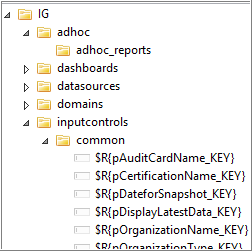 IG
adhoc
adhoc_reports
dashboards
datasources
domains
inputcontrols
common
$R{pAuditCardName_KEY}
$R{pCertificationName_KEY}
$R{pDateforSnapshot_KEY}
$R{pDisplayLatestData_KEY}
$R{pOrganizationName_KEY}
$R{pOrganizationType_KEY}